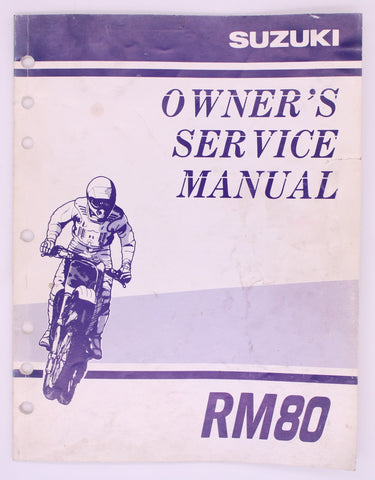 SUZUKI
OWNER'S
SERVICE
MANUAL
RM80